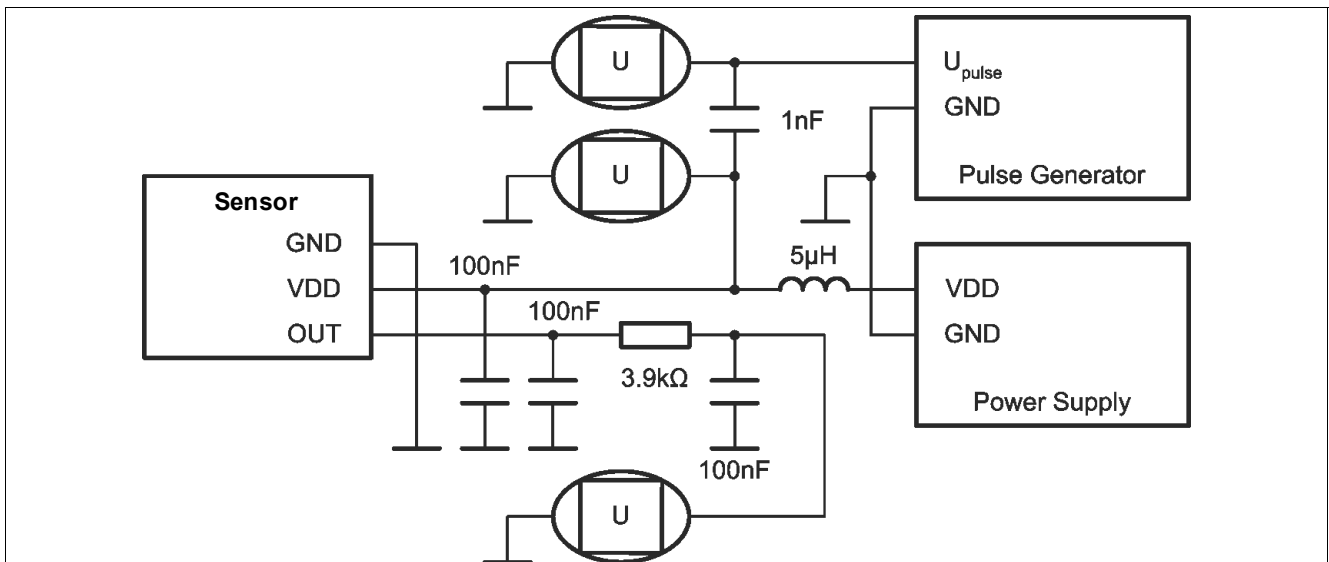 U
U_pulse
GND
1nF
Pulse Generator
U
Sensor
GND
VDD
OUT
100nF
100nF
5µH
VDD
GND
3.9kΩ
Power Supply
100nF
U